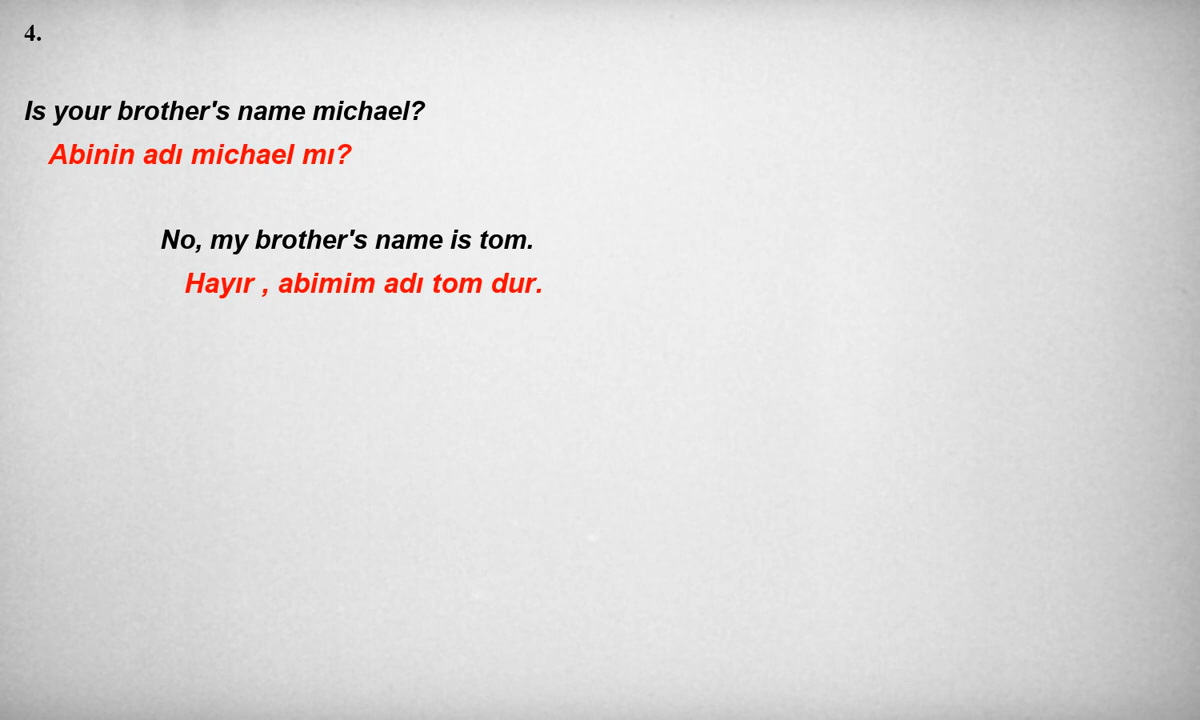 4.
Is your brother's name michael?
Abinin adı michael mı?
No, my brother's name is tom.
Hayır , abimim adı tom dur.